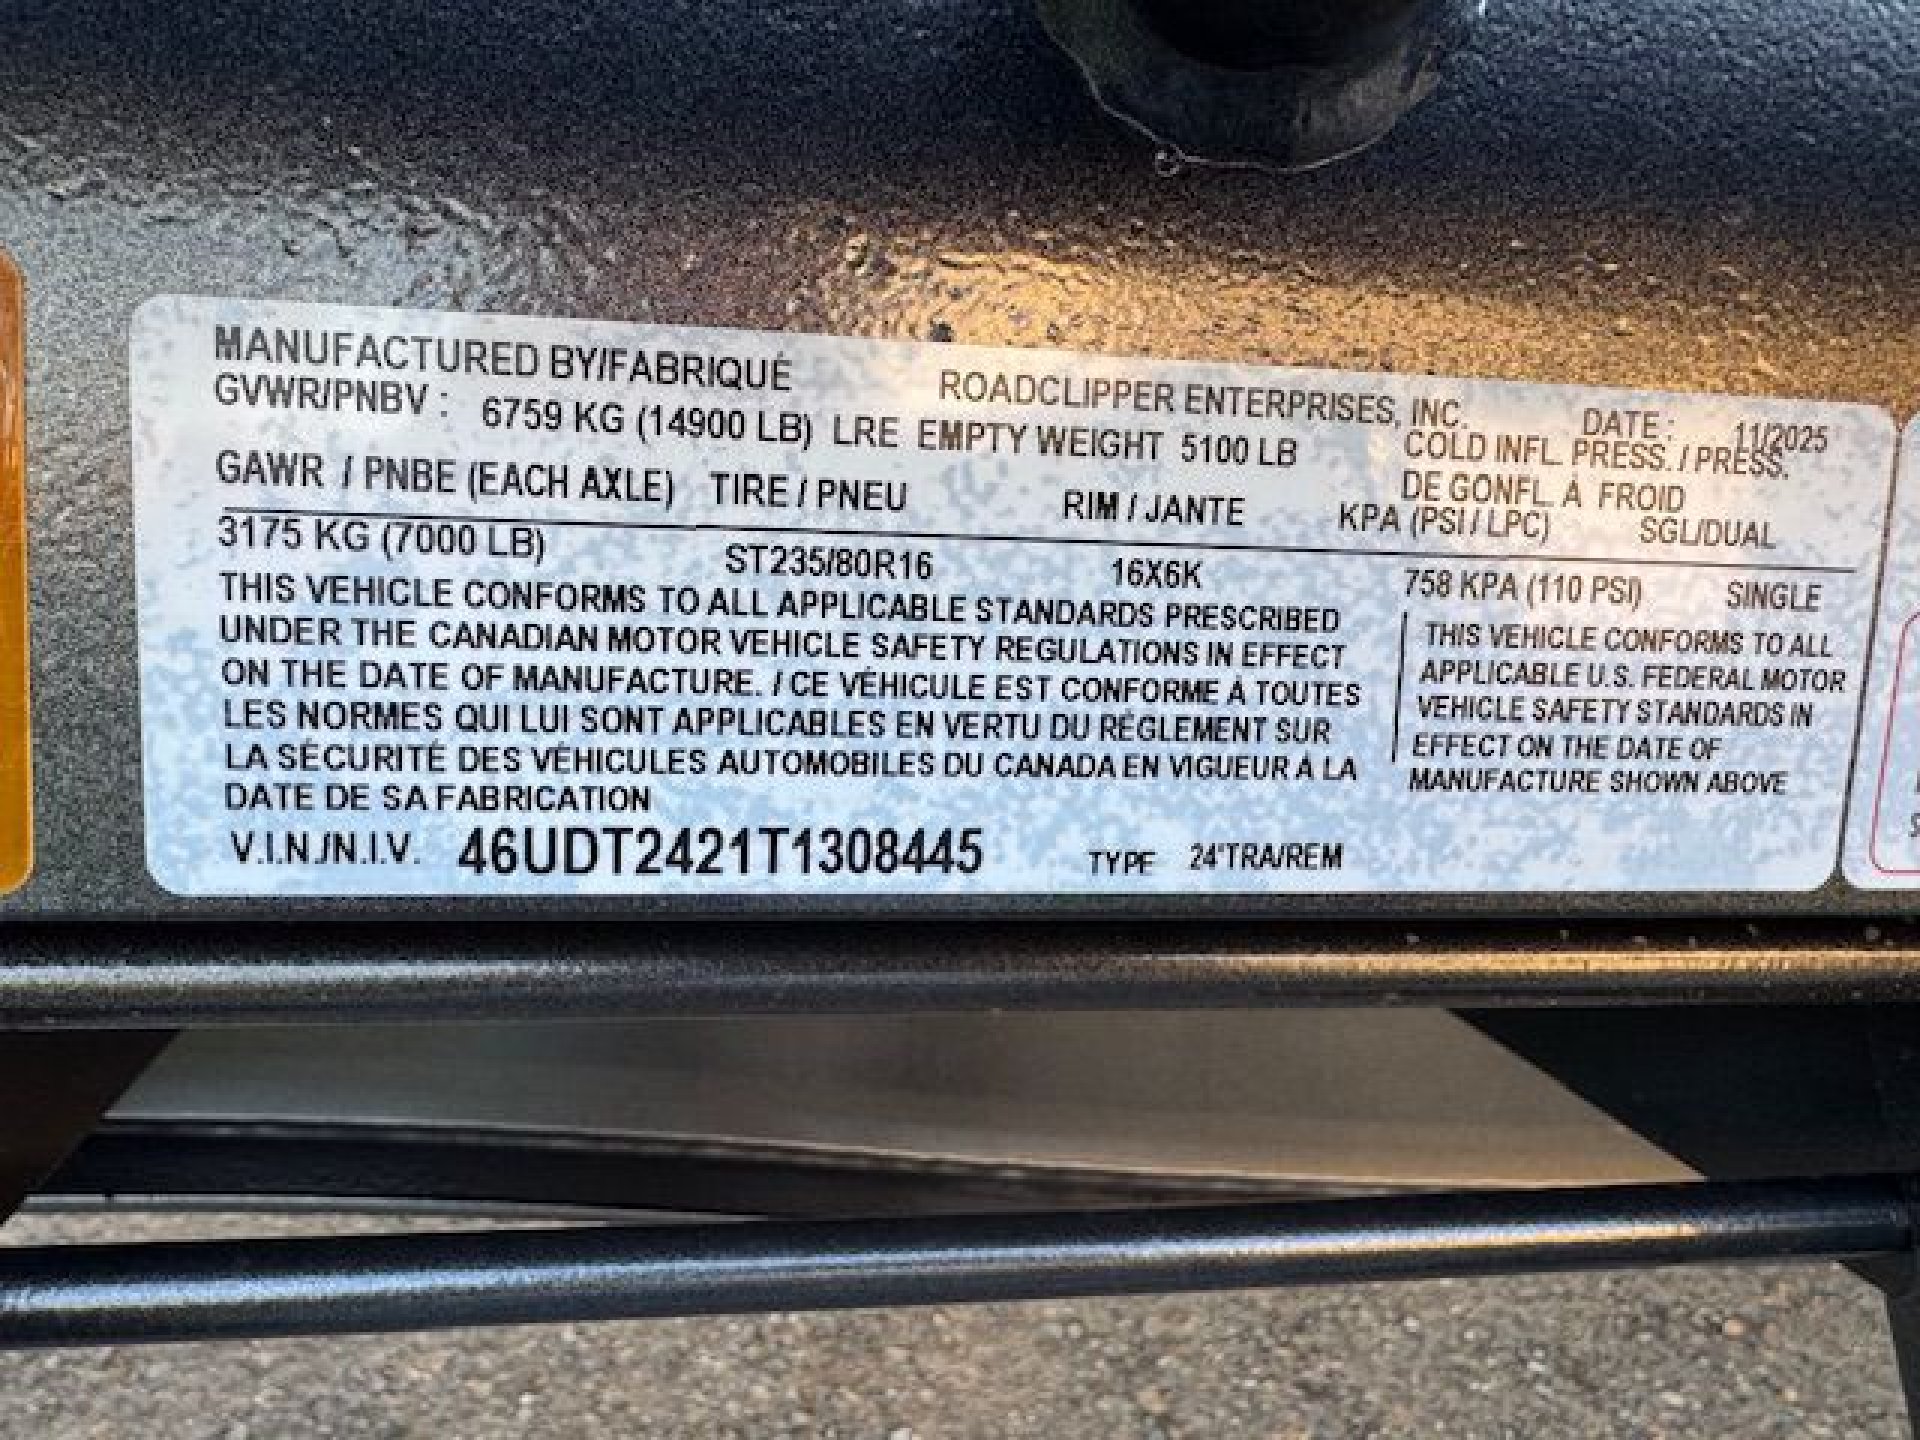 MANUFACTURED BY/FABRIQUÉ ROADCLIPPER ENTERPRISES, INC. DATE: 11/2025
GVWR/PNBV : 6759 KG (14900 LB) LRE EMPTY WEIGHT 5100 LB COLD INFL. PRESS. / PRESS.
DE GONFL. À FROID
GAWR / PNBE (EACH AXLE) TIRE / PNEU RIM / JANTE KPA (PSI / LPC) SGL/DUAL
3175 KG (7000 LB) ST235/80R16 16X6K 758 KPA (110 PSI) SINGLE
THIS VEHICLE CONFORMS TO ALL APPLICABLE STANDARDS PRESCRIBED
UNDER THE CANADIAN MOTOR VEHICLE SAFETY REGULATIONS IN EFFECT
ON THE DATE OF MANUFACTURE. / CE VÉHICULE EST CONFORME À TOUTES
LES NORMES QUI LUI SONT APPLICABLES EN VERTU DU RÈGLEMENT SUR
LA SÉCURITÉ DES VÉHICULES AUTOMOBILES DU CANADA EN VIGUEUR À LA
DATE DE SA FABRICATION
THIS VEHICLE CONFORMS TO ALL
APPLICABLE U.S. FEDERAL MOTOR
VEHICLE SAFETY STANDARDS IN
EFFECT ON THE DATE OF
MANUFACTURE SHOWN ABOVE
V.I.N./N.I.V. 46UDT2421T1308445 TYPE 24'TRA/REM